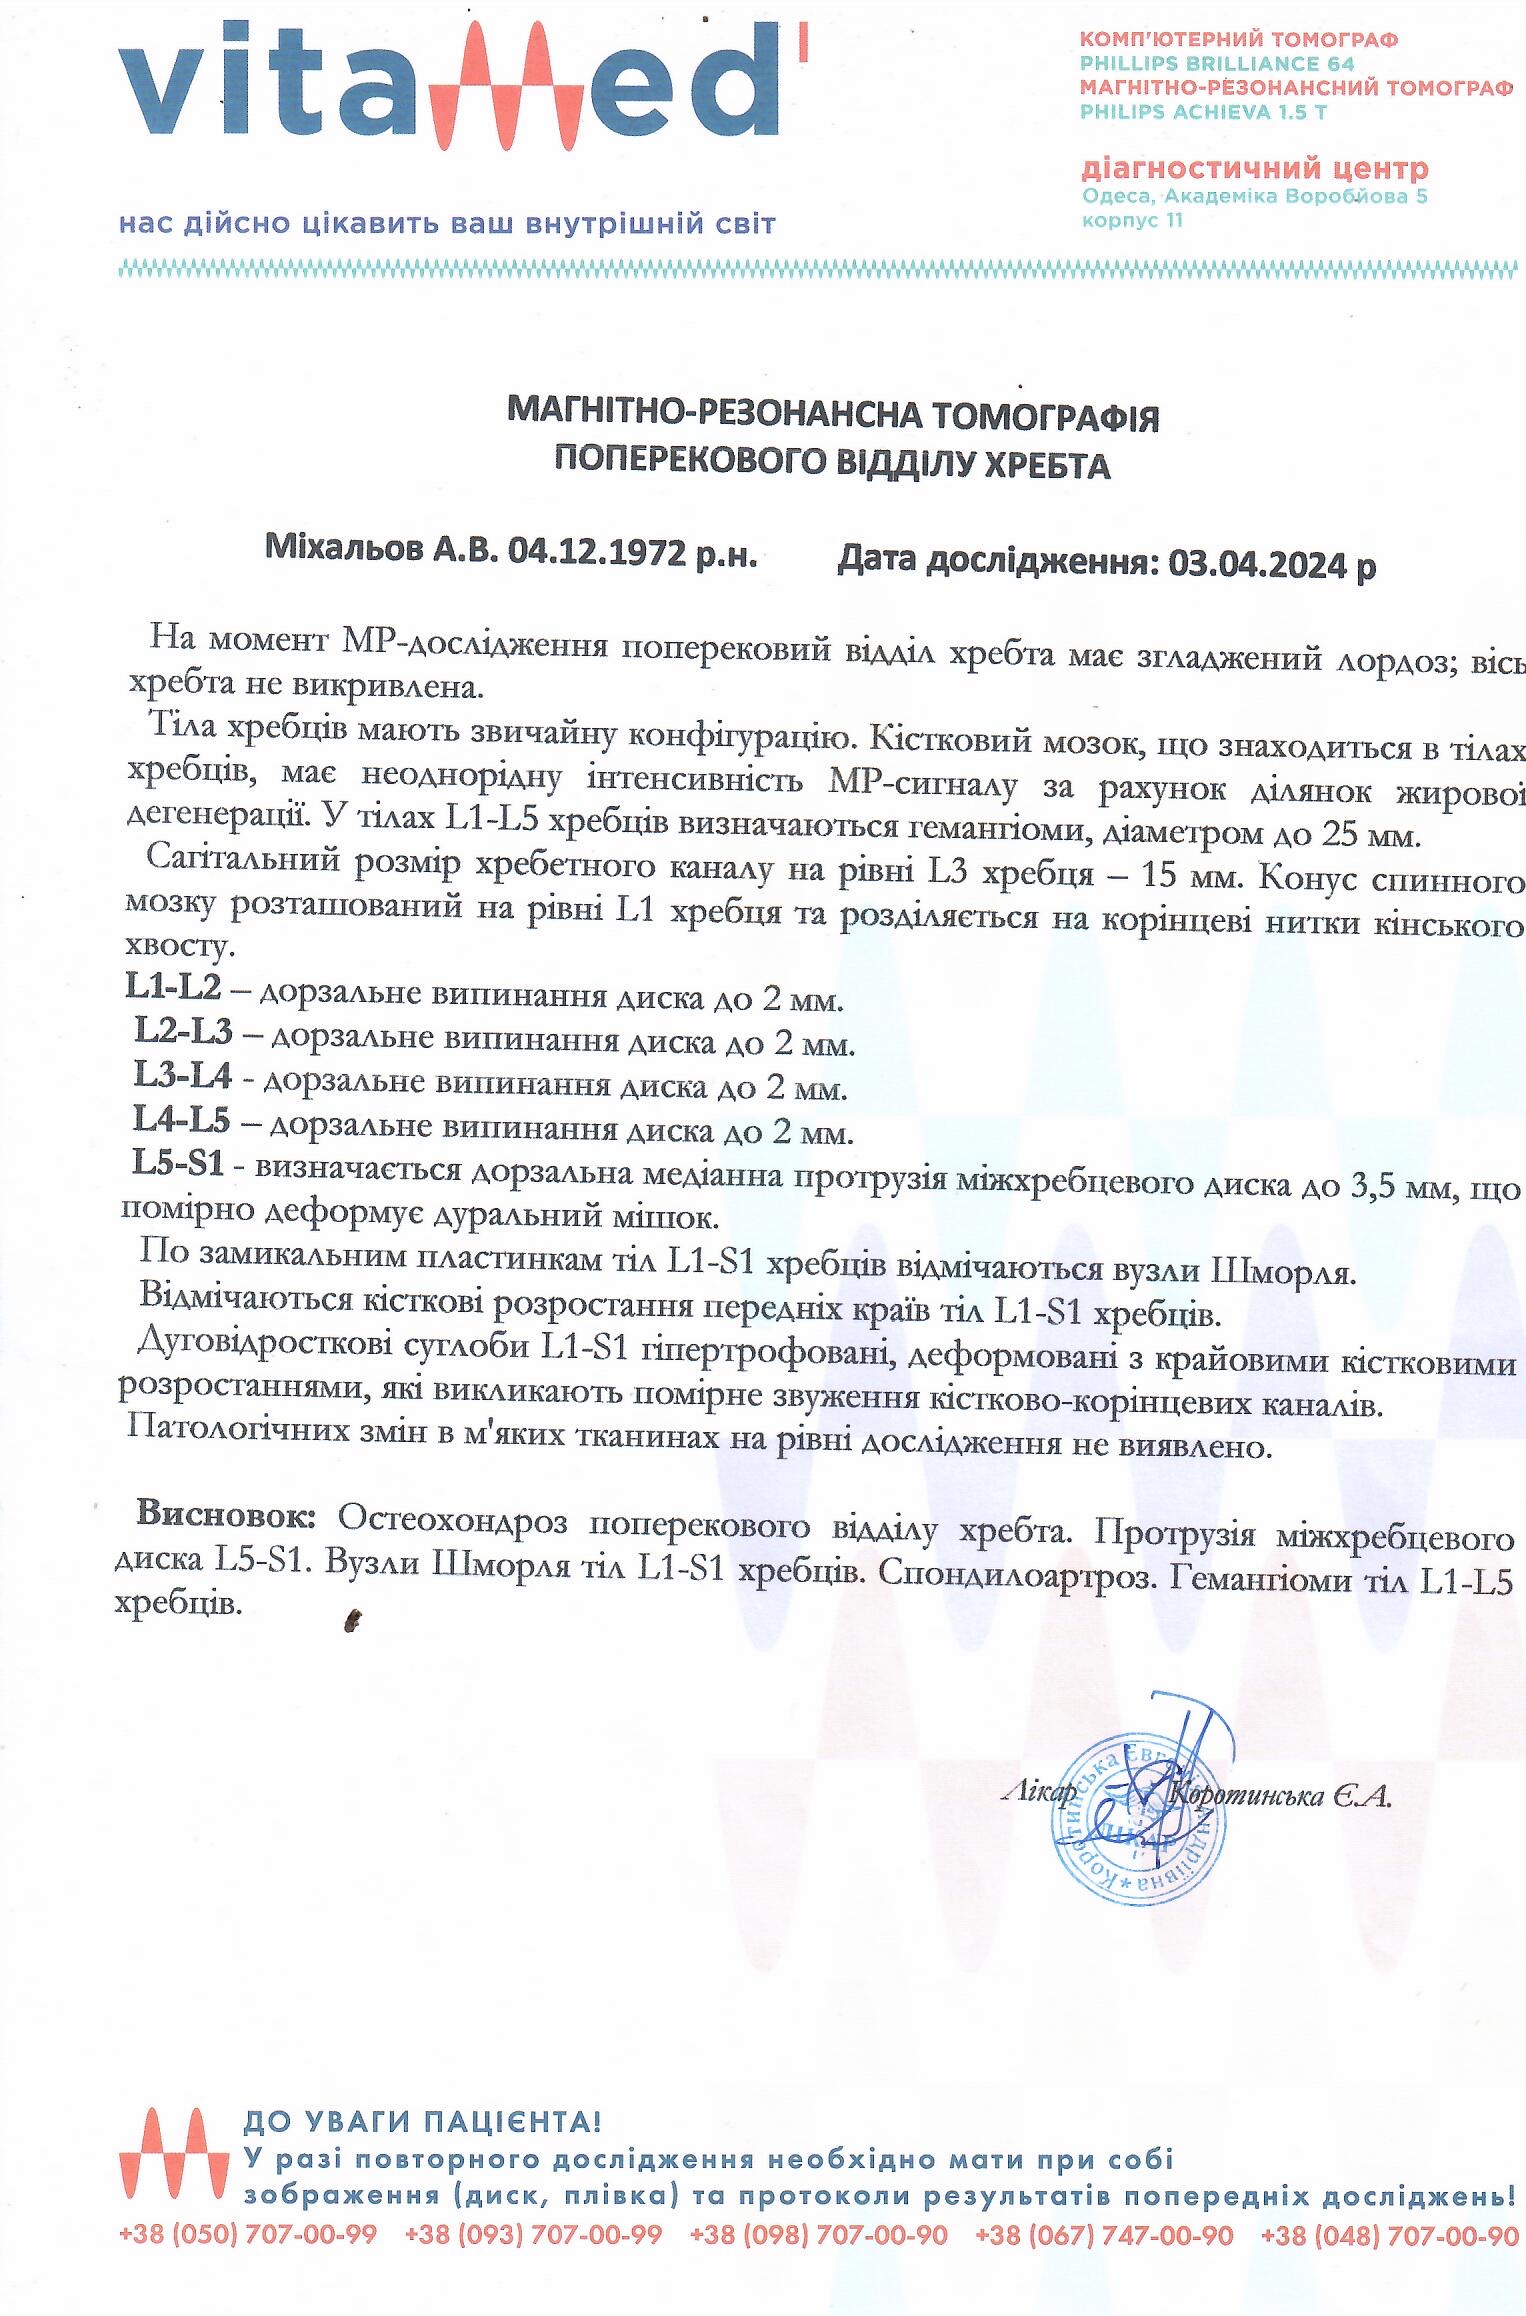 vitamed
КОМП'ЮТЕРНИЙ ТОМОГРАФ
PHILLIPS BRILLIANCE 64
МАГНІТНО-РЕЗОНАНСНИЙ ТОМОГРАФ
PHILIPS ACHIEVA 1.5 T
діагностичний центр
Одеса, Академіка Воробйова 5
корпус 11
нас дійсно цікавить ваш внутрішній світ
МАГНІТНО-РЕЗОНАНСНА ТОМОГРАФІЯ
ПОПЕРЕКОВОГО ВІДДІЛУ ХРЕБТА
Міхальов А.В. 04.12.1972 р.н. Дата дослідження: 03.04.2024 р
На момент МР-дослідження поперековий відділ хребта має згладжений лордоз; вісь
хребта не викривлена.
Тіла хребців мають звичайну конфігурацію. Кістковий мозок, що знаходиться в тілах
хребців, має неоднорідну інтенсивність МР-сигналу за рахунок ділянок жирової
дегенерації. У тілах L1-L5 хребців визначаються гемангіоми, діаметром до 25 мм.
Сагітальний розмір хребетного каналу на рівні L3 хребця – 15 мм. Конус спинного
мозку розташований на рівні L1 хребця та розділяється на корінцеві нитки кінського
хвосту.
L1-L2 – дорзальне випинання диска до 2 мм.
L2-L3 – дорзальне випинання диска до 2 мм.
L3-L4 - дорзальне випинання диска до 2 мм.
L4-L5 – дорзальне випинання диска до 2 мм.
L5-S1 - визначається дорзальна медіанна протрузія міжхребцевого диска до 3,5 мм, що
помірно деформує дуральний мішок.
По замикальним пластинкам тіл L1-S1 хребців відмічаються вузли Шморля.
Відмічаються кісткові розростання передніх країв тіл L1-S1 хребців.
Дуговідросткові суглоби L1-S1 гіпертрофовані, деформовані з крайовими кістковими
розростаннями, які викликають помірне звуження кістково-корінцевих каналів.
Патологічних змін в м'яких тканинах на рівні дослідження не виявлено.
Висновок: Остеохондроз поперекового відділу хребта. Протрузія міжхребцевого
диска L5-S1. Вузли Шморля тіл L1-S1 хребців. Спондилоартроз. Гемангіоми тіл L1-L5
хребців.
Лікар Коротинська Є.А.
Коротинська Андріївна
ЛІКАР
ДО УВАГИ ПАЦІЄНТА!
У разі повторного дослідження необхідно мати при собі
зображення (диск, плівка) та протоколи результатів попередніх досліджень!
+38 (050) 707-00-99 +38 (093) 707-00-99 +38 (098) 707-00-90 +38 (067) 747-00-90 +38 (048) 707-00-90